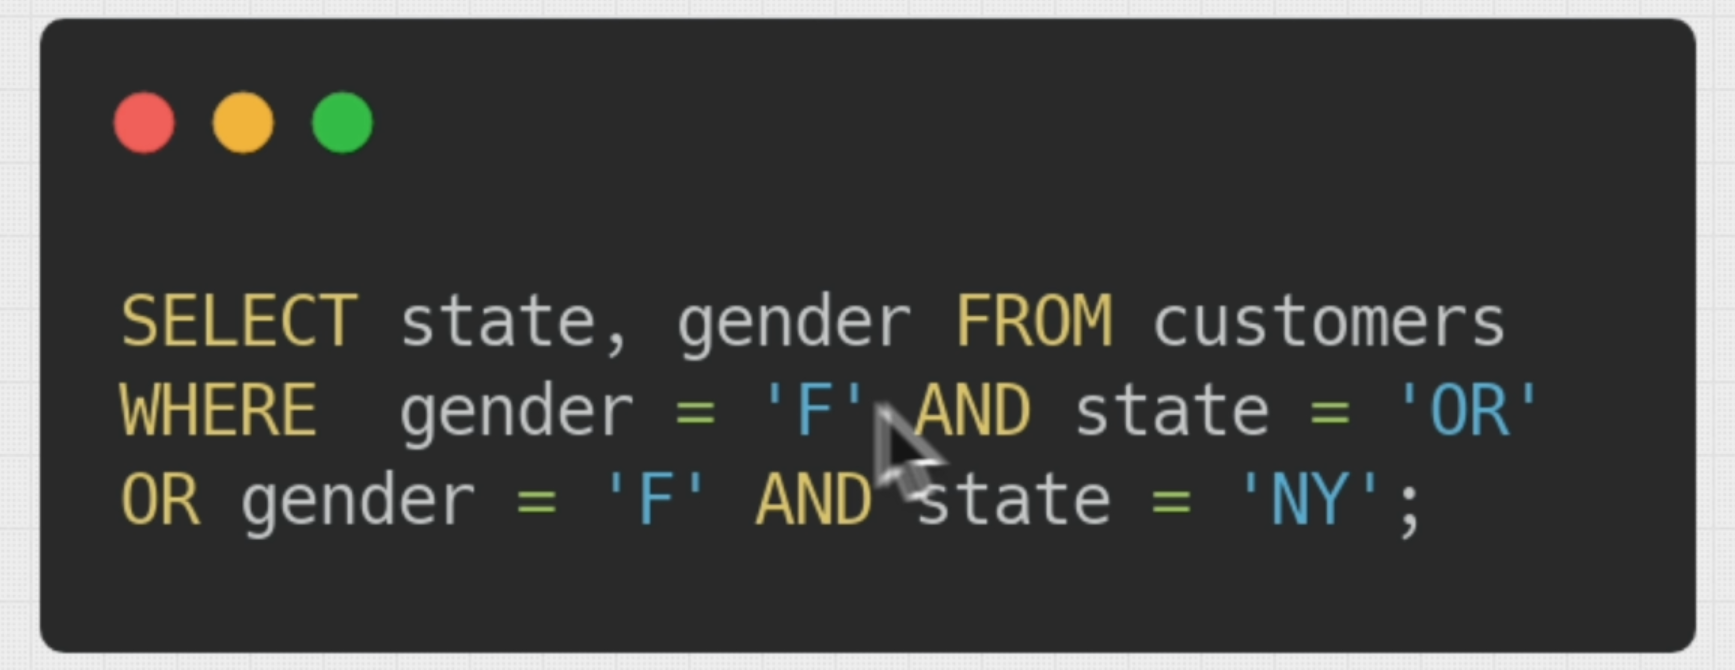 SELECT state, gender FROM customers
WHERE  gender = 'F' AND state = 'OR'
OR gender = 'F' AND state = 'NY';